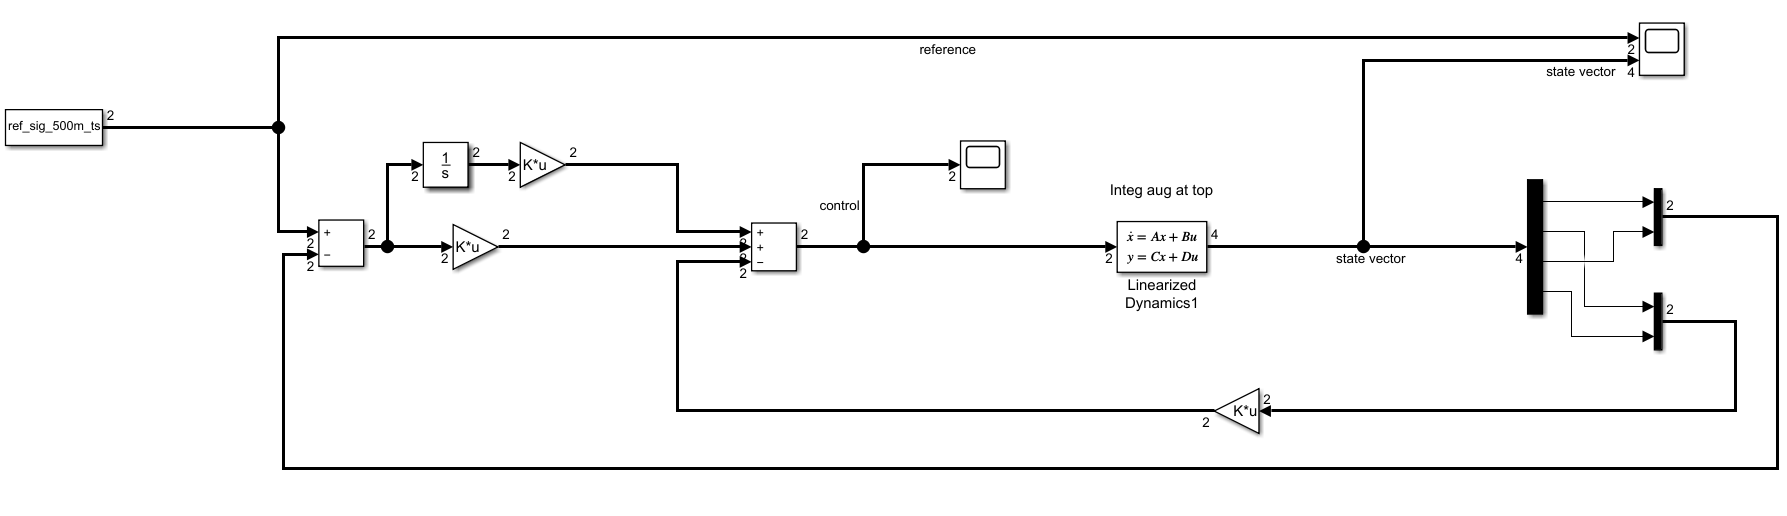 reference
2
state vector
4
ref_sig_500m_ts
2
1
s
2
2
K*u
2
2
+
−
2
2
2
K*u
2
2
control
2
+
+
−
2
2
2
2
Integ aug at top
ẋ = Ax + Bu
y = Cx + Du
2
4
Linearized
Dynamics1
state vector
4
2
2
K*u
2
2